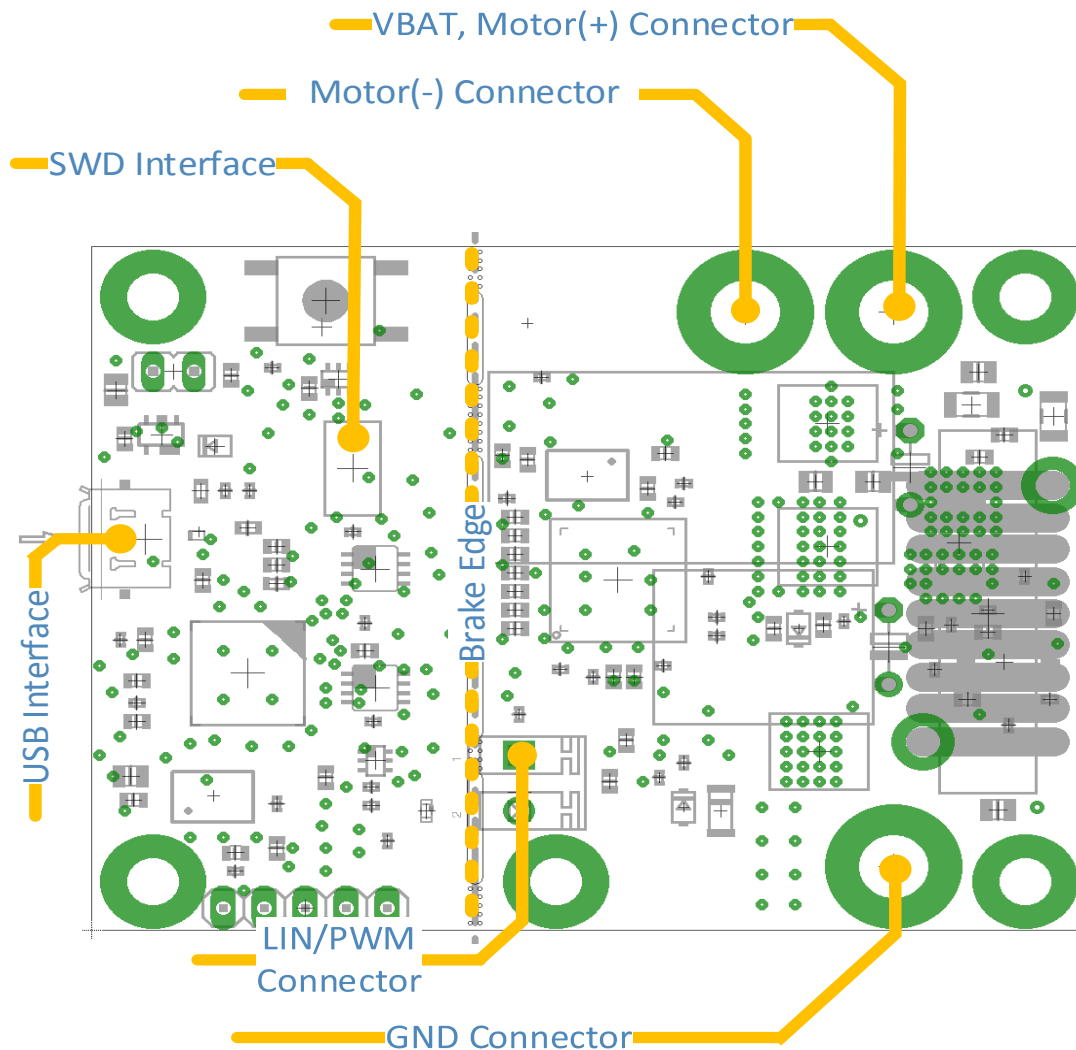 VBAT, Motor(+) Connector
Motor(-) Connector
SWD Interface
Brake Edge
USB Interface
1
2
LIN/PWM
Connector
GND Connector